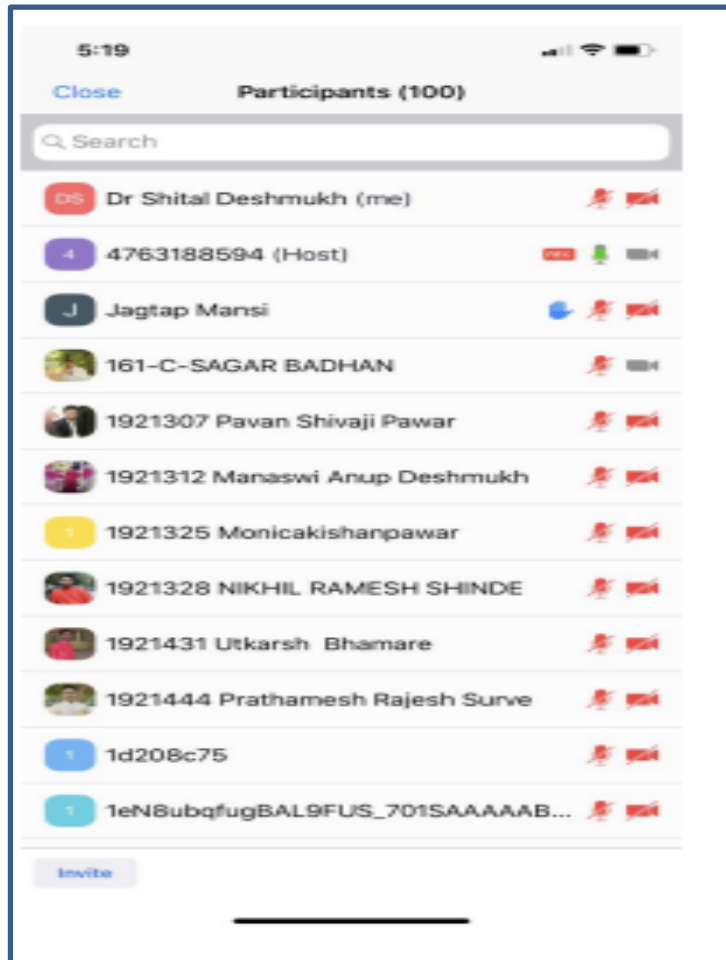 5:19
Close Participants (100)
Search
DS Dr Shital Deshmukh (me)
4 4763188594 (Host) REC
J Jagtap Mansi
161-C-SAGAR BADHAN
1921307 Pavan Shivaji Pawar
1921312 Manaswi Anup Deshmukh
1 1921325 Monicakishanpawar
1921328 NIKHIL RAMESH SHINDE
1921431 Utkarsh Bhamare
1921444 Prathamesh Rajesh Surve
1 1d208c75
1 1eN8ubqfugBAL9FUS_701SAAAAAB...
Invite